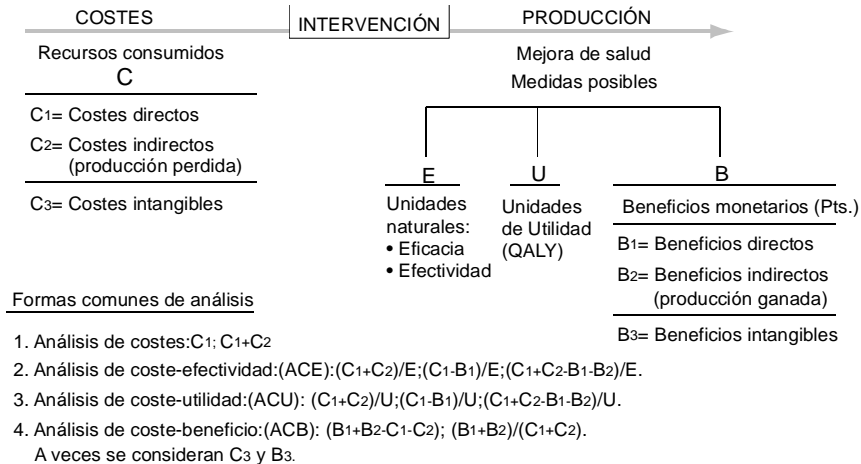 COSTES
INTERVENCIÓN
PRODUCCIÓN
Recursos consumidos
C
C1= Costes directos
C2= Costes indirectos
(producción perdida)
C3= Costes intangibles
Mejora de salud
Medidas posibles
E
Unidades
naturales:
• Eficacia
• Efectividad
U
Unidades
de Utilidad
(QALY)
B
Beneficios monetarios (Pts.)
B1= Beneficios directos
B2= Beneficios indirectos
(producción ganada)
B3= Beneficios intangibles
Formas comunes de análisis
1. Análisis de costes:C1; C1+C2
2. Análisis de coste-efectividad:(ACE):(C1+C2)/E;(C1-B1)/E;(C1+C2-B1-B2)/E.
3. Análisis de coste-utilidad:(ACU): (C1+C2)/U;(C1-B1)/U;(C1+C2-B1-B2)/U.
4. Análisis de coste-beneficio:(ACB): (B1+B2-C1-C2); (B1+B2)/(C1+C2).
A veces se consideran C3 y B3.